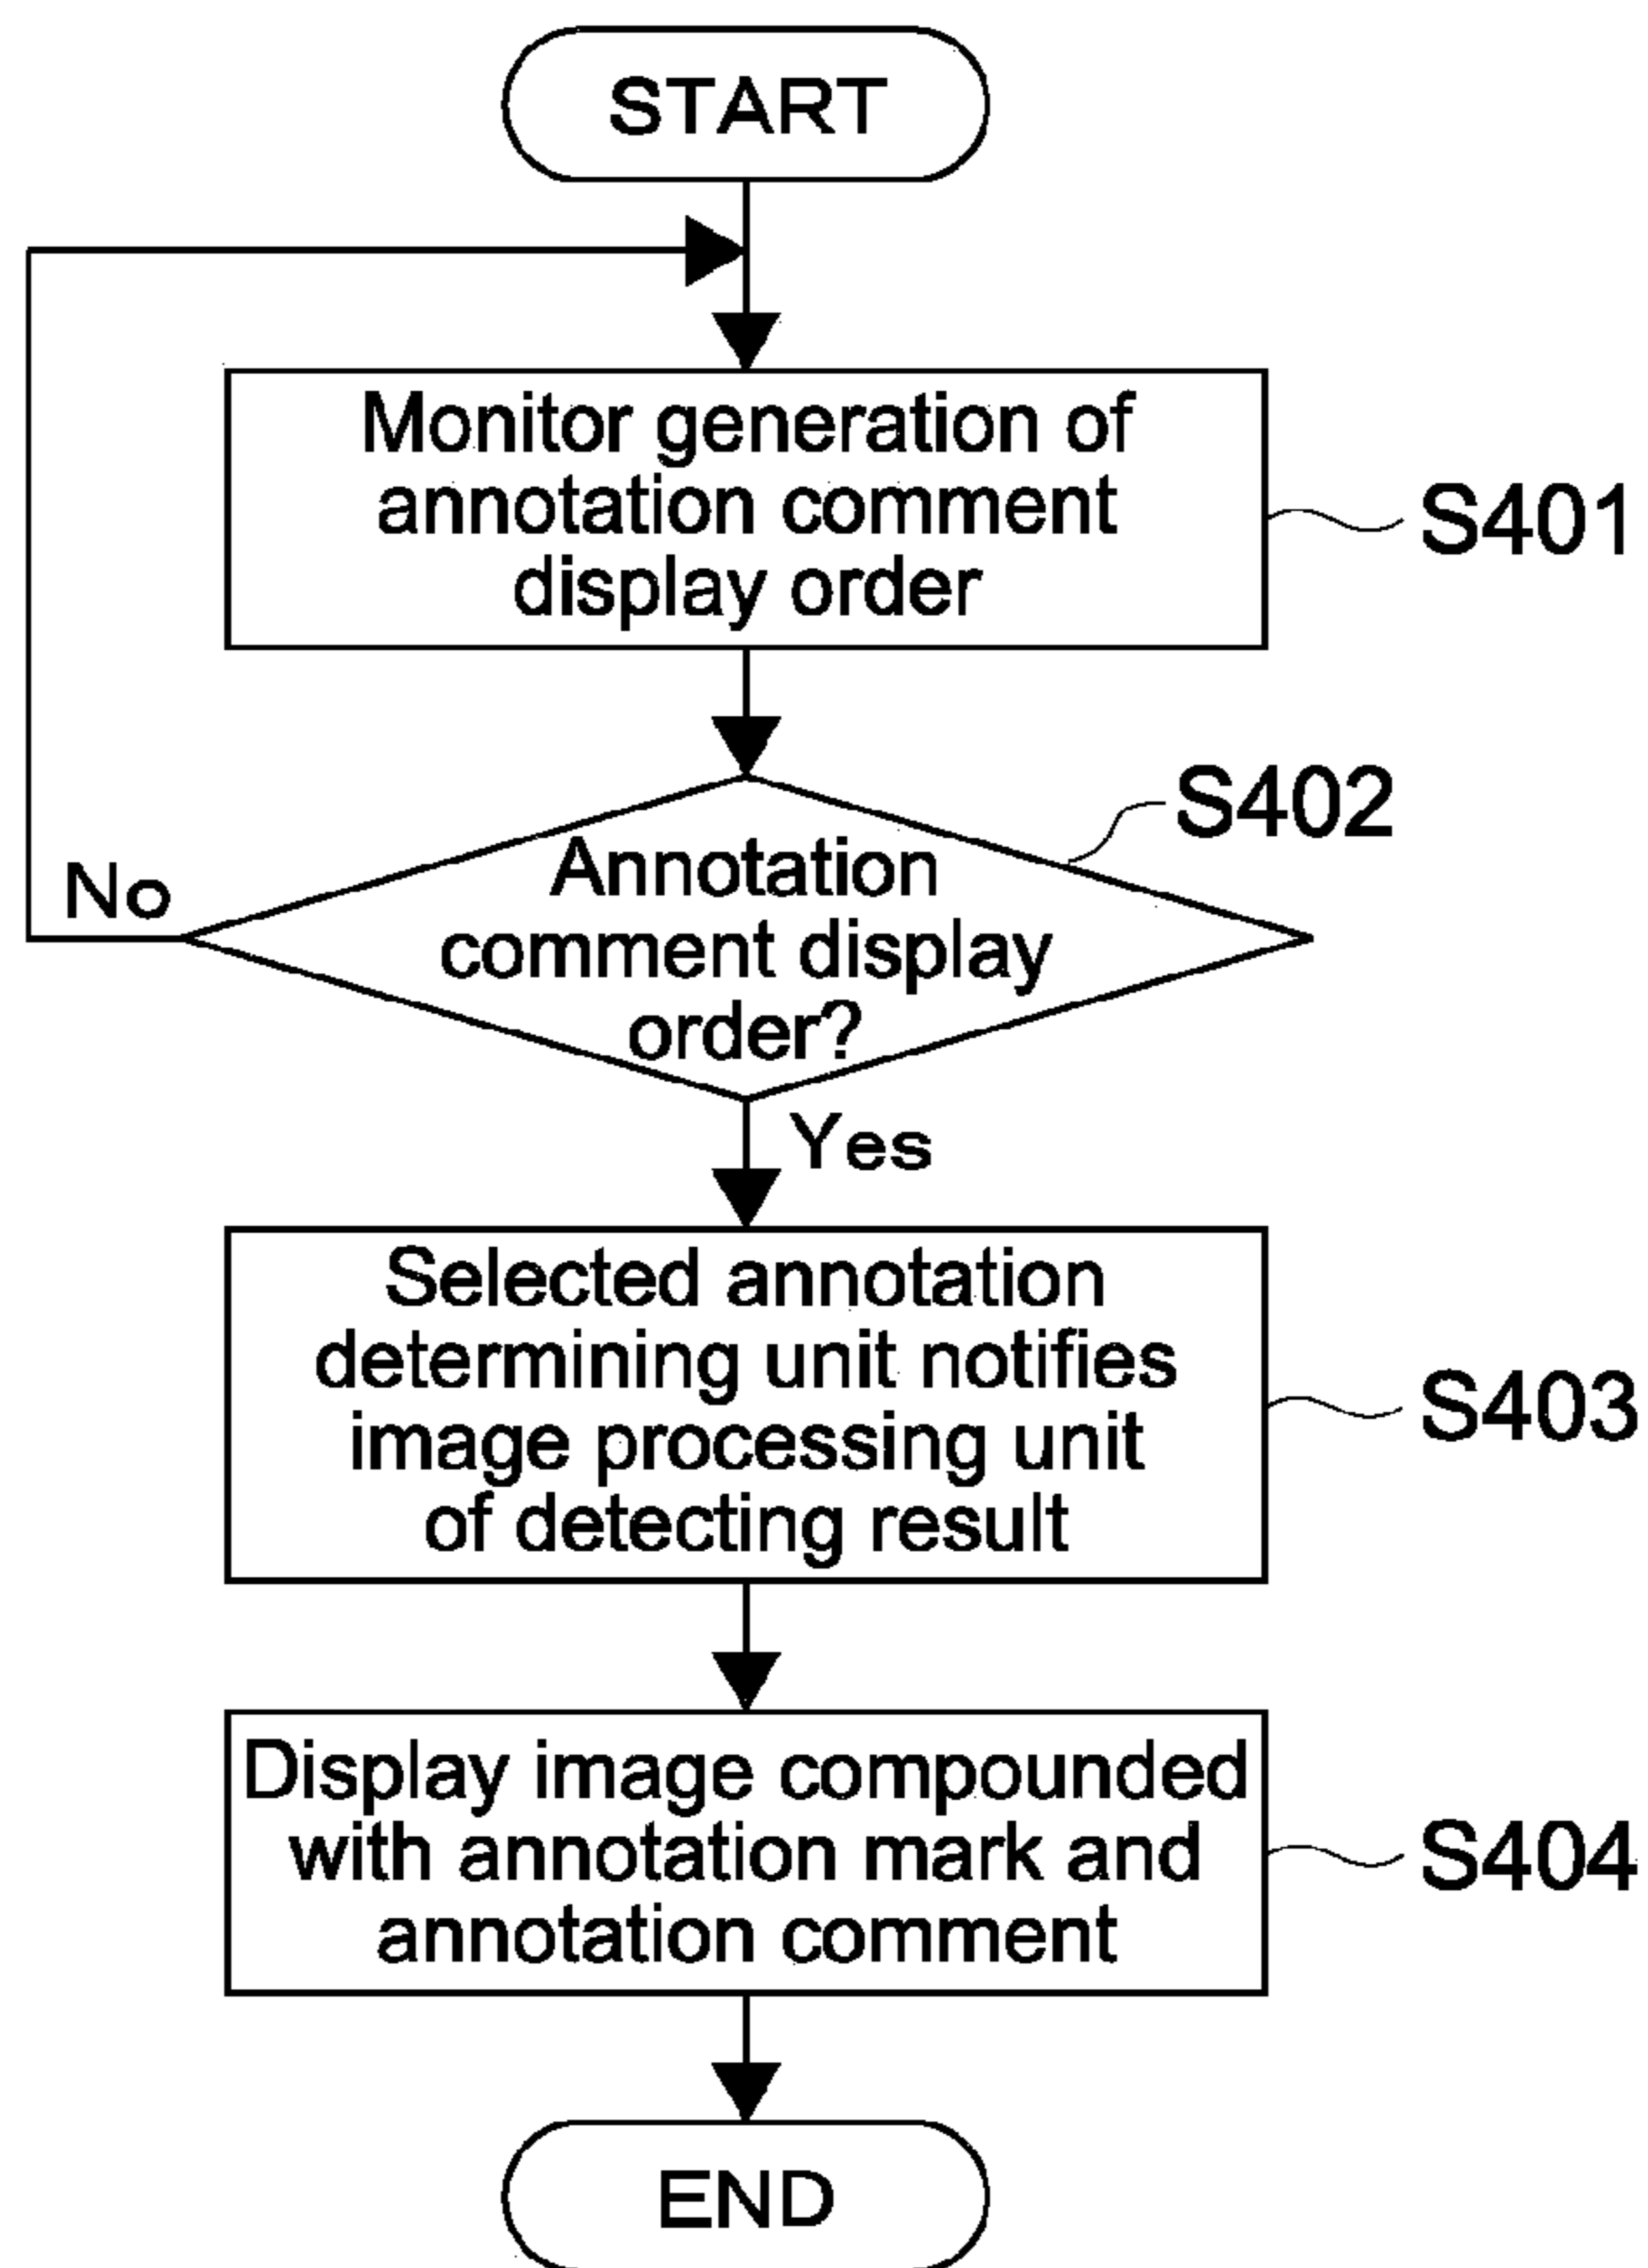 START
Monitor generation of
annotation comment
display order
S401
S402
Annotation
comment display
order?
No
Yes
Selected annotation
determining unit notifies
image processing unit
of detecting result
S403
Display image compounded
with annotation mark and
annotation comment
S404
END